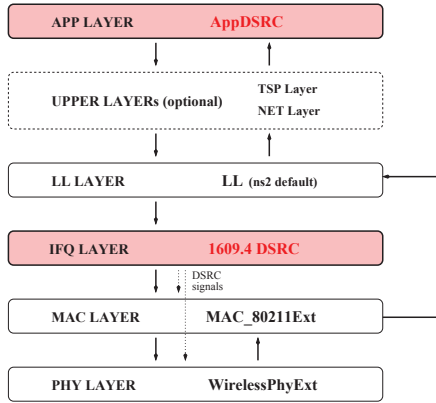 APP LAYER AppDSRC
TSP Layer
UPPER LAYERs (optional)
NET Layer
LL LAYER LL (ns2 default)
IFQ LAYER 1609.4 DSRC
DSRC
signals
MAC LAYER MAC_80211Ext
PHY LAYER WirelessPhyExt